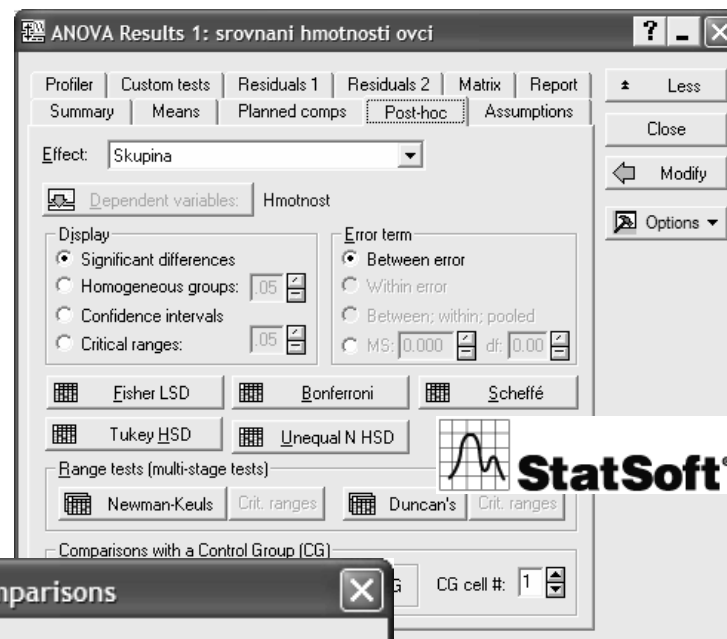 ANOVA Results 1: srovnani hmotnosti ovci
Profiler Custom tests Residuals 1 Residuals 2 Matrix Report
Summary Means Planned comps Post-hoc Assumptions
Less
Close
Modify
Options
Effect: Skupina
Dependent variables: Hmotnost
Display
Significant differences
Homogeneous groups: .05
Confidence intervals
Critical ranges: .05
Error term
Between error
Within error
Between; within; pooled
MS: 0.000 df: 0.00
Fisher LSD Bonferroni Scheffé
Tukey HSD Unequal N HSD
StatSoft®
Range tests (multi-stage tests)
Newman-Keuls Crit. ranges Duncan's Crit. ranges
Comparisons with a Control Group (CG)
G CG cell #: 1
mparisons